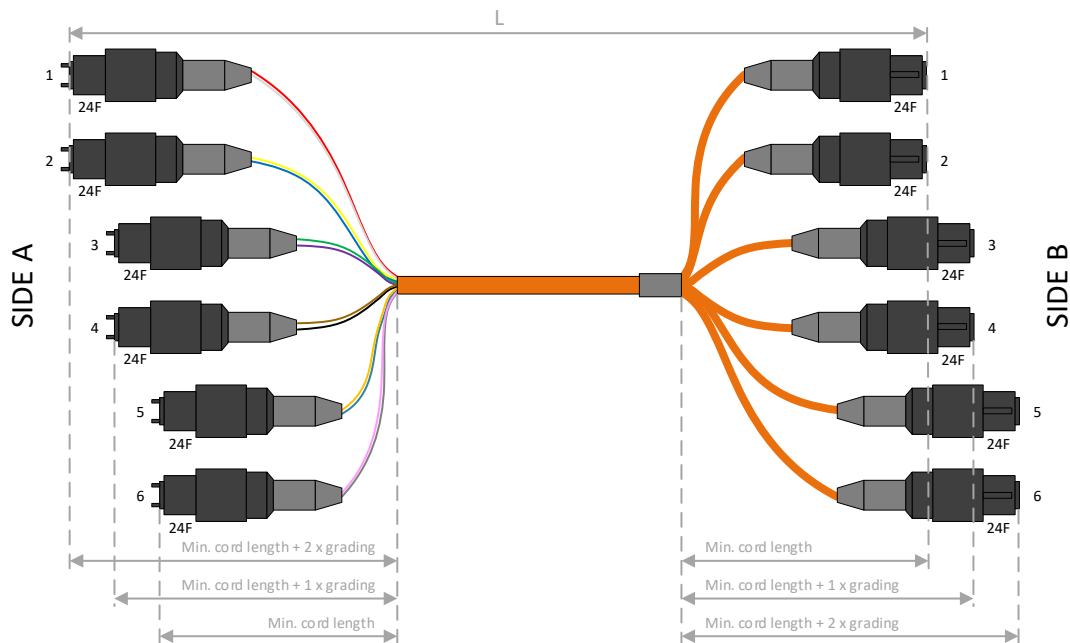 L
SIDE A
SIDE B
1
24F
1
24F
2
24F
2
24F
3
24F
3
24F
4
24F
4
24F
5
24F
5
24F
6
24F
6
24F
Min. cord length + 2 x grading
Min. cord length
Min. cord length + 1 x grading
Min. cord length + 1 x grading
Min. cord length
Min. cord length + 2 x grading